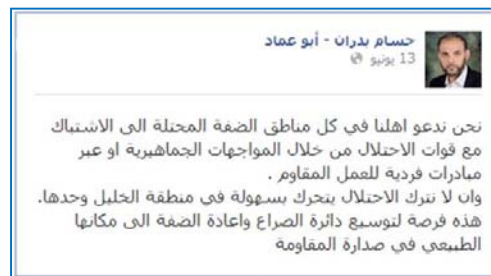 حسام بدران - أبو عماد
13 يونيو
نحن ندعو اهلنا في كل مناطق الضفة المحتلة الى الاشتباك
مع قوات الاحتلال من خلال المواجهات الجماهيرية او عبر
مبادرات فردية للعمل المقاوم .
وان لا نترك الاحتلال يتحرك بسهولة في منطقة الخليل وحدها.
هذه فرصة لتوسيع دائرة الصراع واعادة الضفة الى مكانها
الطبيعي في صدارة المقاومة